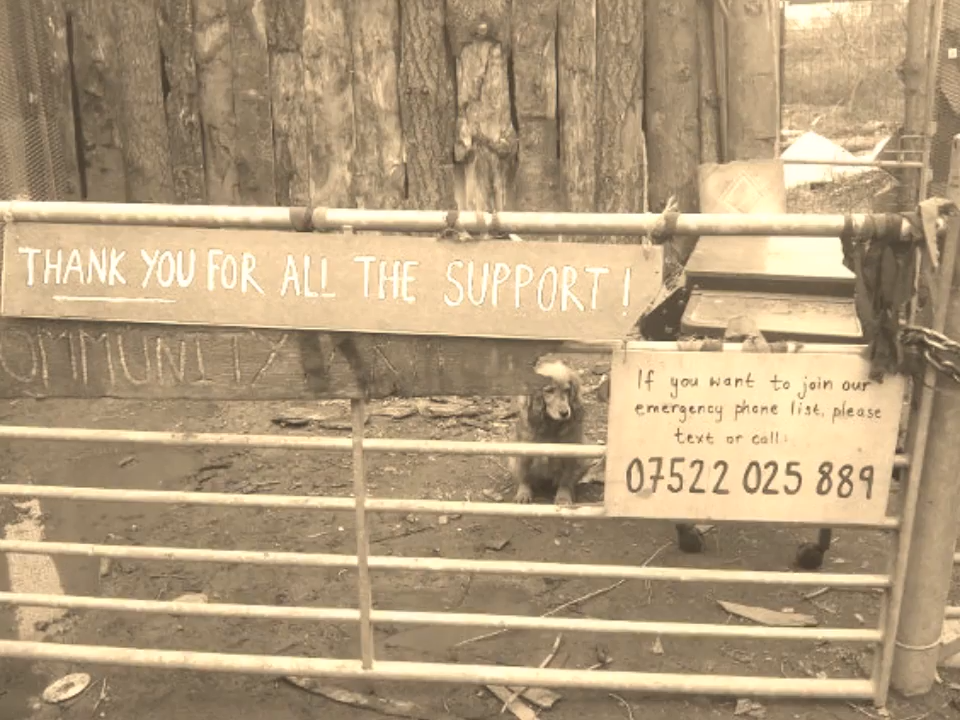 THANK YOU FOR ALL THE SUPPORT!
OMMUNITY
If you want to join our
emergency phone list, please
text or call:
07522 025 889